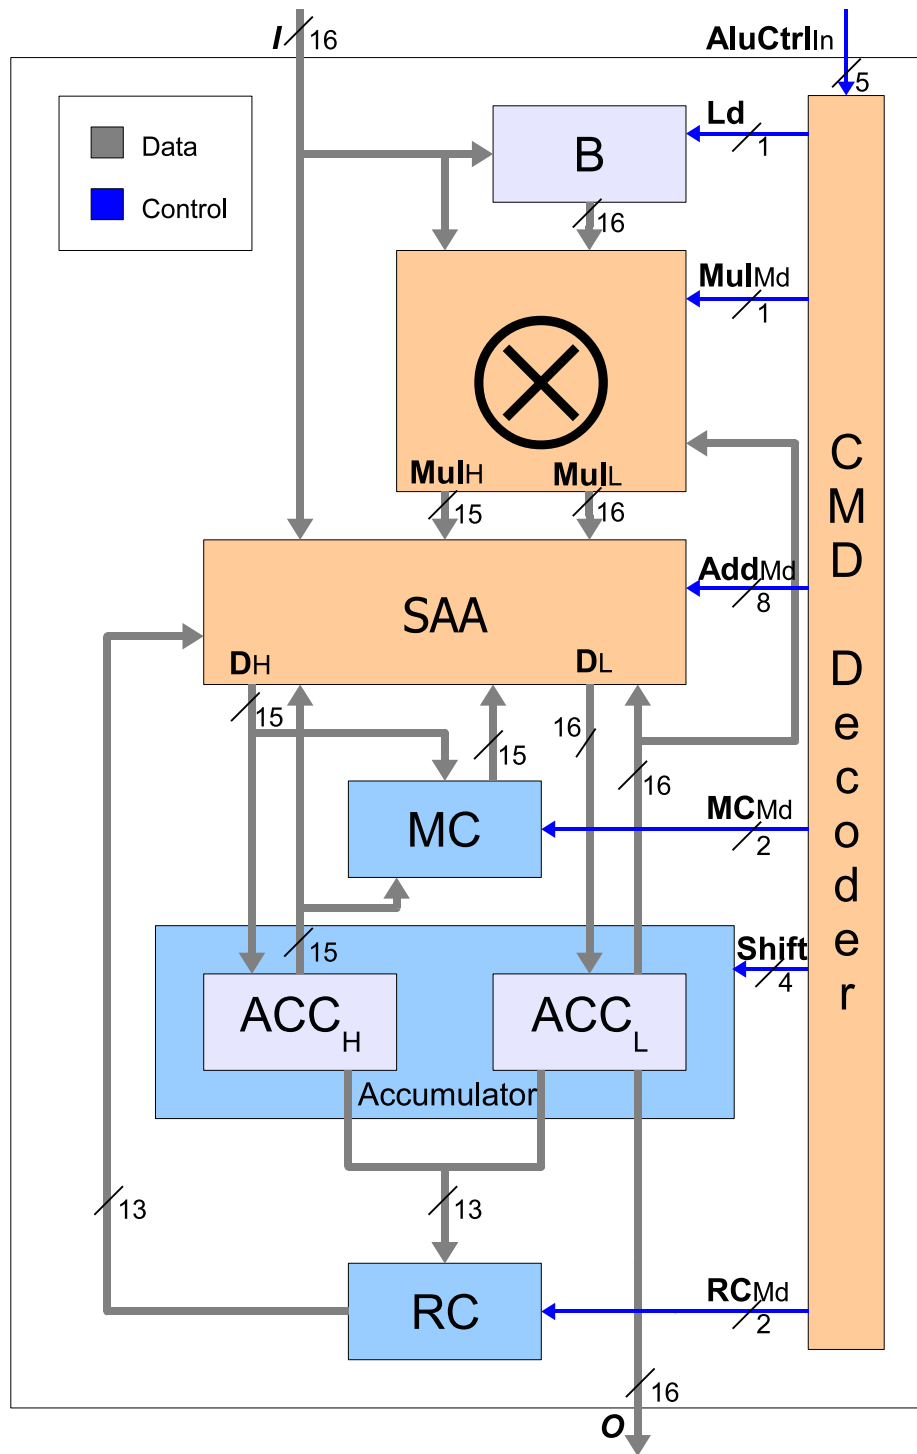 I
16
AluCtrlIn
5
Data
Control
B
Ld
1
16
MulMd
1
MulH
MulL
15
16
CMD Decoder
SAA
AddMd
8
DH
DL
15
15
16
16
MC
MCMd
2
15
Shift
4
ACCH
ACCL
Accumulator
13
13
RC
RCMd
2
16
O